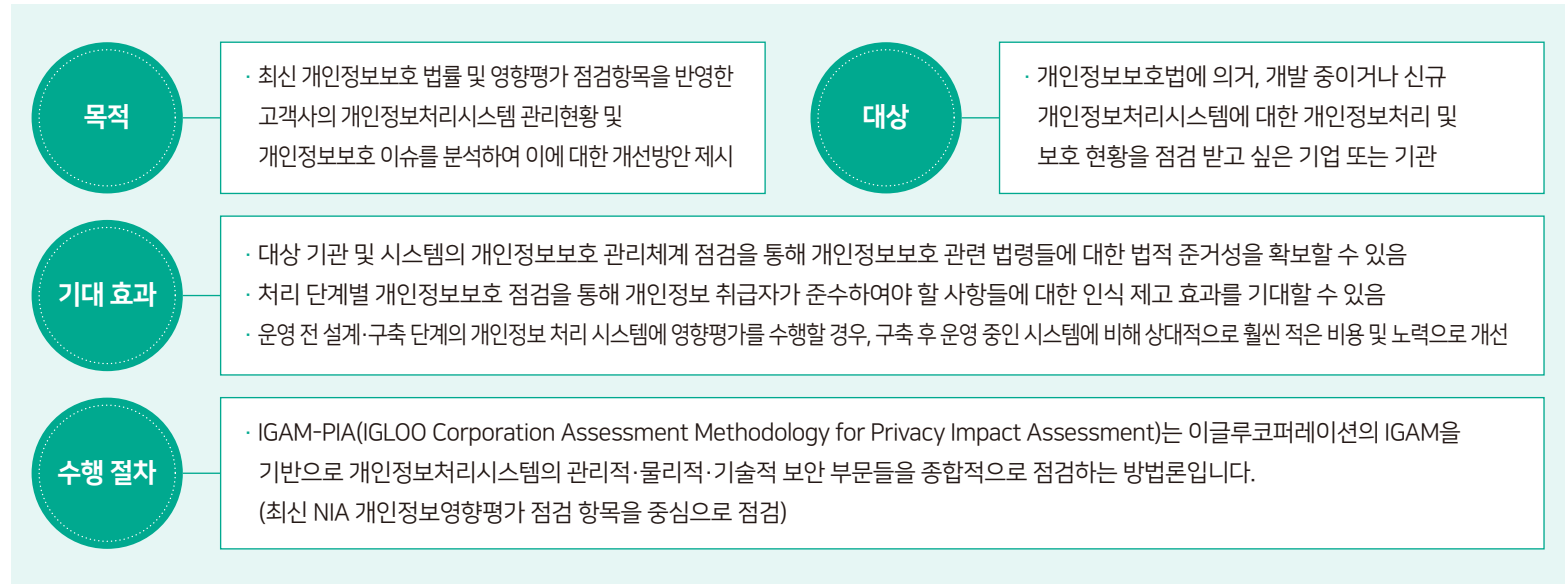 목적
· 최신 개인정보보호 법률 및 영향평가 점검항목을 반영한
고객사의 개인정보처리시스템 관리현황 및
개인정보보호 이슈를 분석하여 이에 대한 개선방안 제시
대상
· 개인정보보호법에 의거, 개발 중이거나 신규
개인정보처리시스템에 대한 개인정보처리 및
보호 현황을 점검 받고 싶은 기업 또는 기관
기대 효과
· 대상 기관 및 시스템의 개인정보보호 관리체계 점검을 통해 개인정보보호 관련 법령들에 대한 법적 준거성을 확보할 수 있음
· 처리 단계별 개인정보보호 점검을 통해 개인정보 취급자가 준수하여야 할 사항들에 대한 인식 제고 효과를 기대할 수 있음
· 운영 전 설계·구축 단계의 개인정보 처리 시스템에 영향평가를 수행할 경우, 구축 후 운영 중인 시스템에 비해 상대적으로 훨씬 적은 비용 및 노력으로 개선
수행 절차
· IGAM-PIA(IGLOO Corporation Assessment Methodology for Privacy Impact Assessment)는 이글루코퍼레이션의 IGAM을
기반으로 개인정보처리시스템의 관리적·물리적·기술적 보안 부문들을 종합적으로 점검하는 방법론입니다.
(최신 NIA 개인정보영향평가 점검 항목을 중심으로 점검)